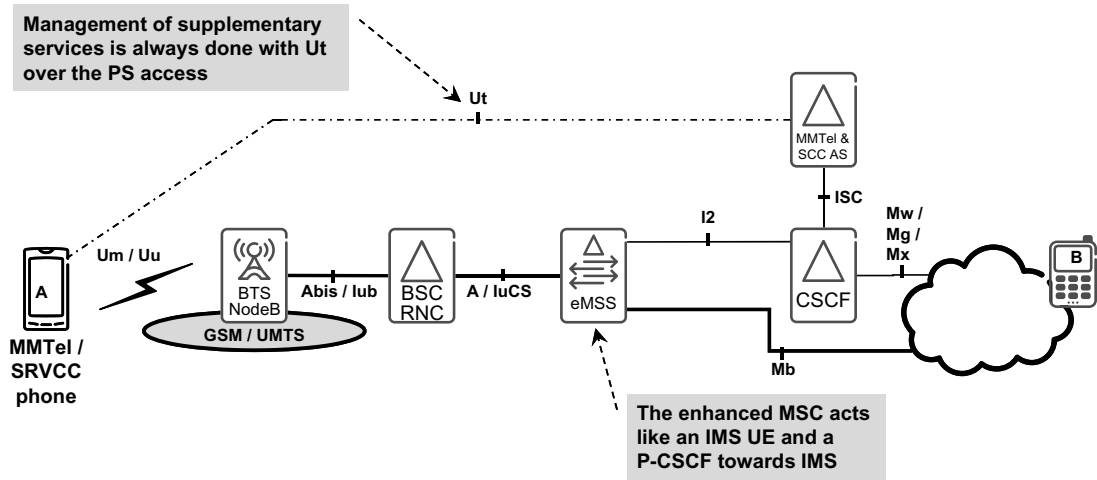 Management of supplementary
services is always done with Ut
over the PS access
Ut
MMTel &
SCC AS
ISC
I2
Mw /
Mg /
Mx
B
Um / Uu
A
BTS
NodeB
Abis / Iub
BSC
RNC
A / IuCS
eMSS
CSCF
GSM / UMTS
MMTel /
SRVCC
phone
Mb
The enhanced MSC acts
like an IMS UE and a
P-CSCF towards IMS